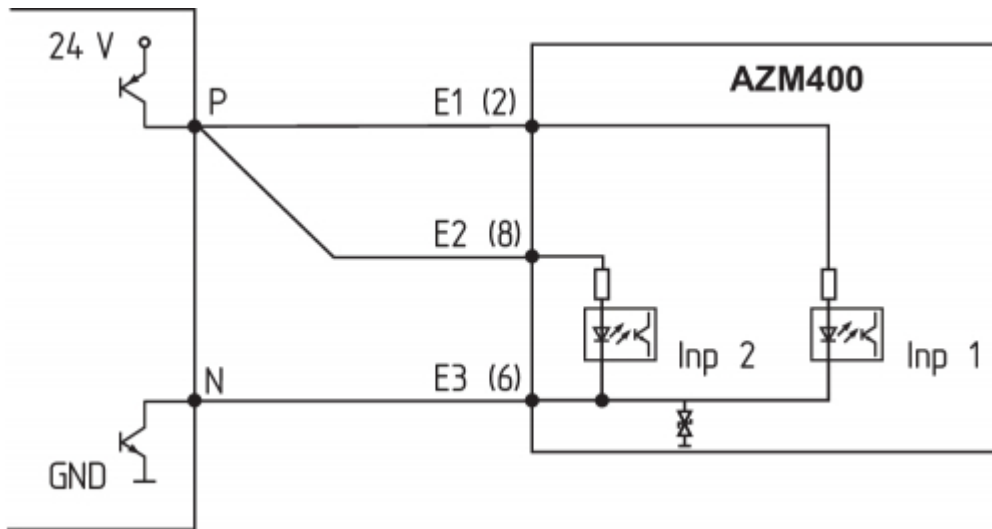 24 V
P
E1 (2)
AZM400
E2 (8)
Inp 2
Inp 1
N
E3 (6)
GND